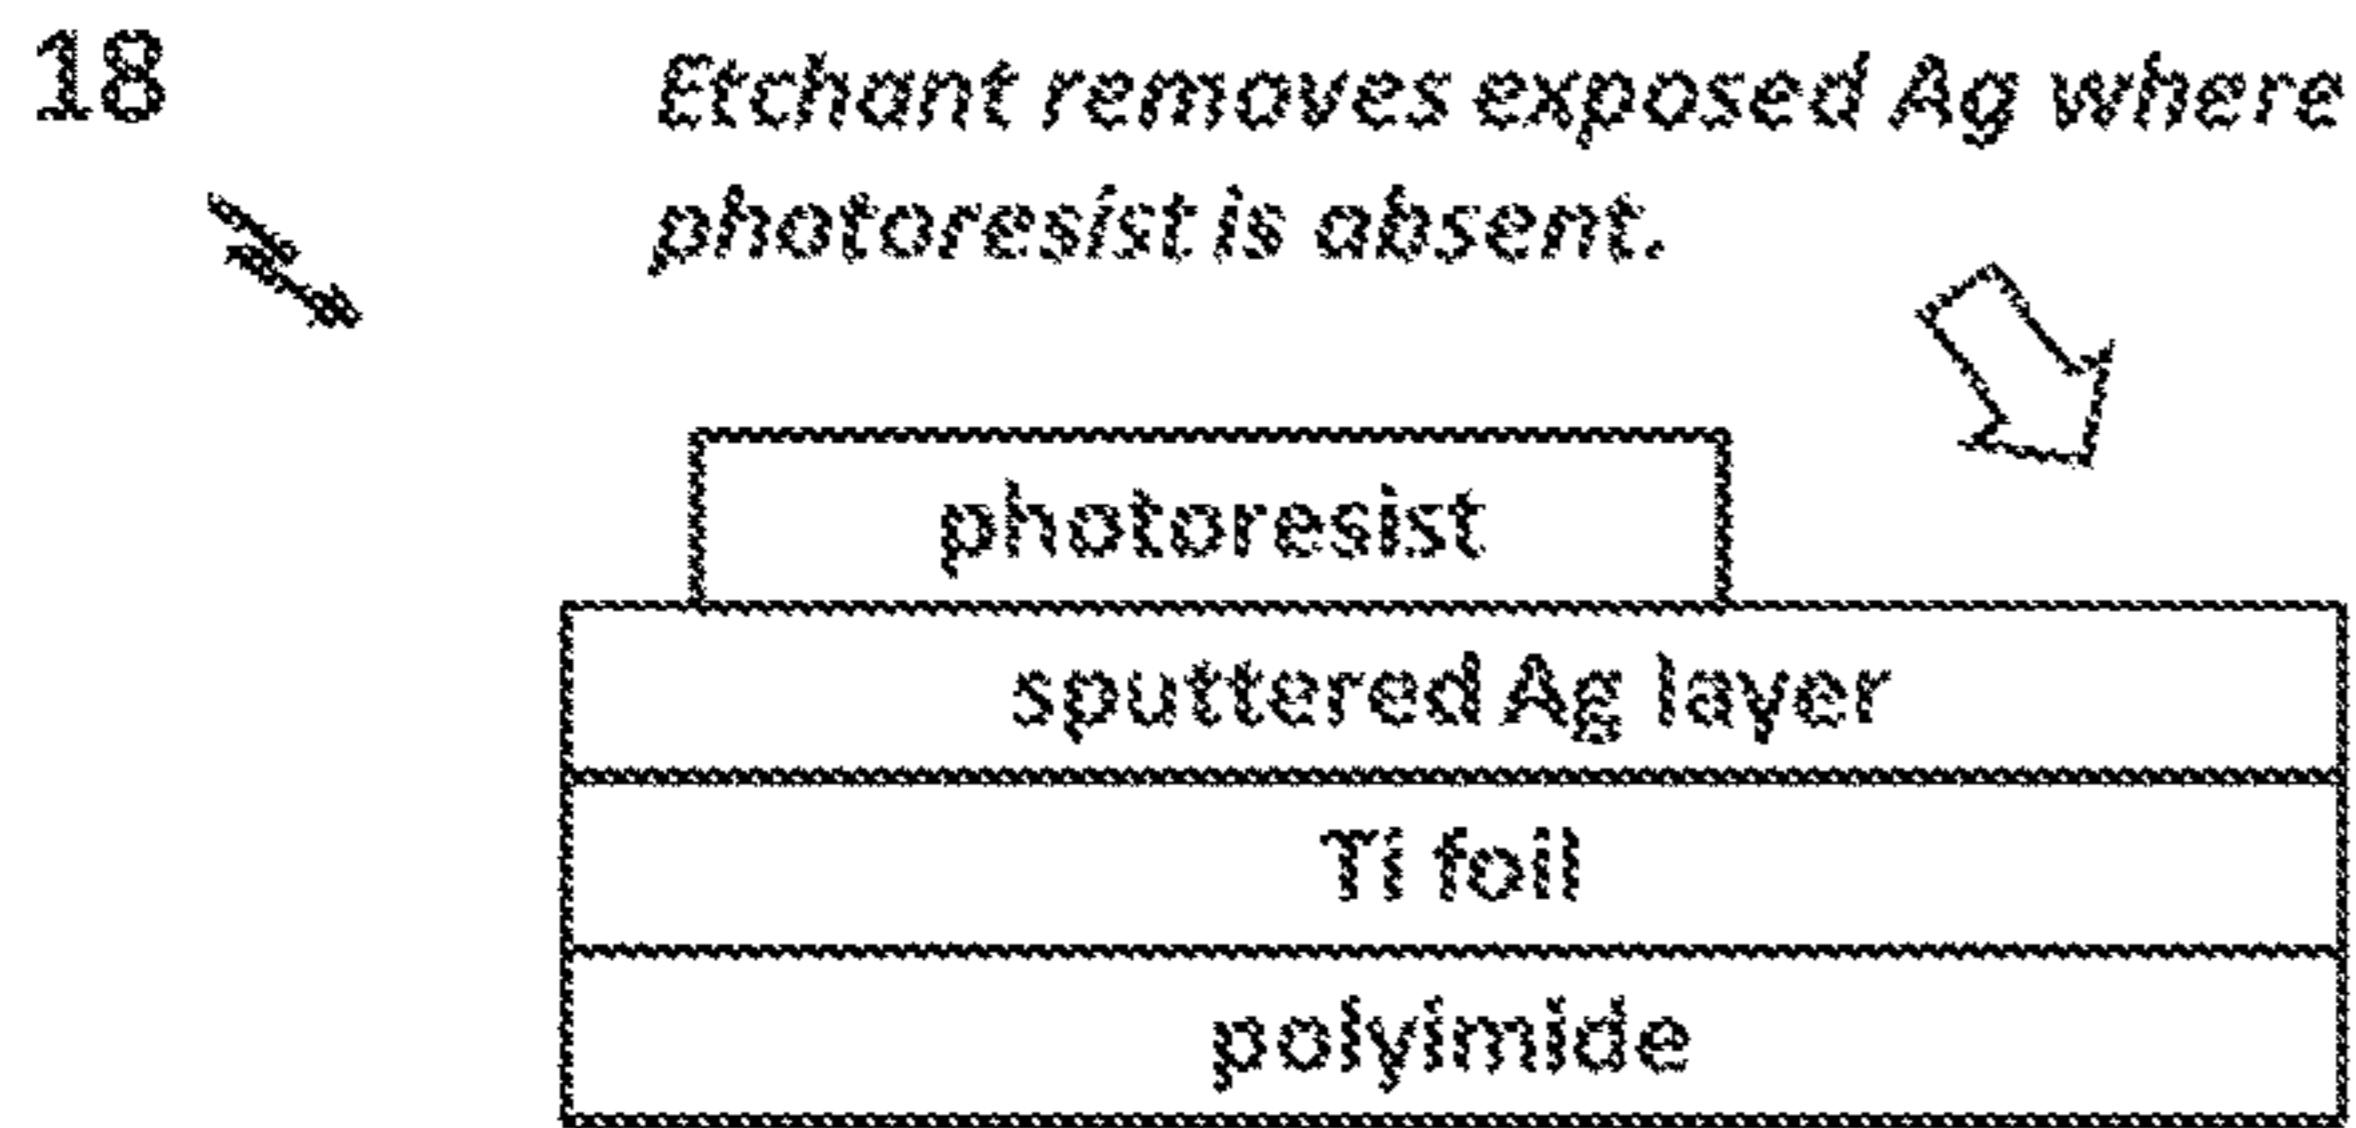 18
Etchant removes exposed Ag where
photoresist is absent.
photoresist
sputtered Ag layer
Ti foil
polyimide